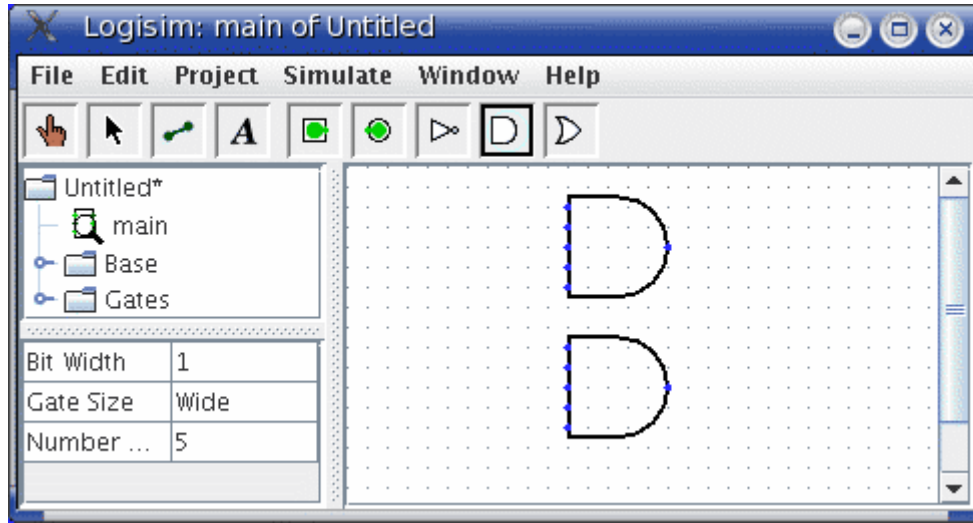 Logisim: main of Untitled
File Edit Project Simulate Window Help
A
Untitled*
main
Base
Gates
Bit Width 1
Gate Size Wide
Number ... 5